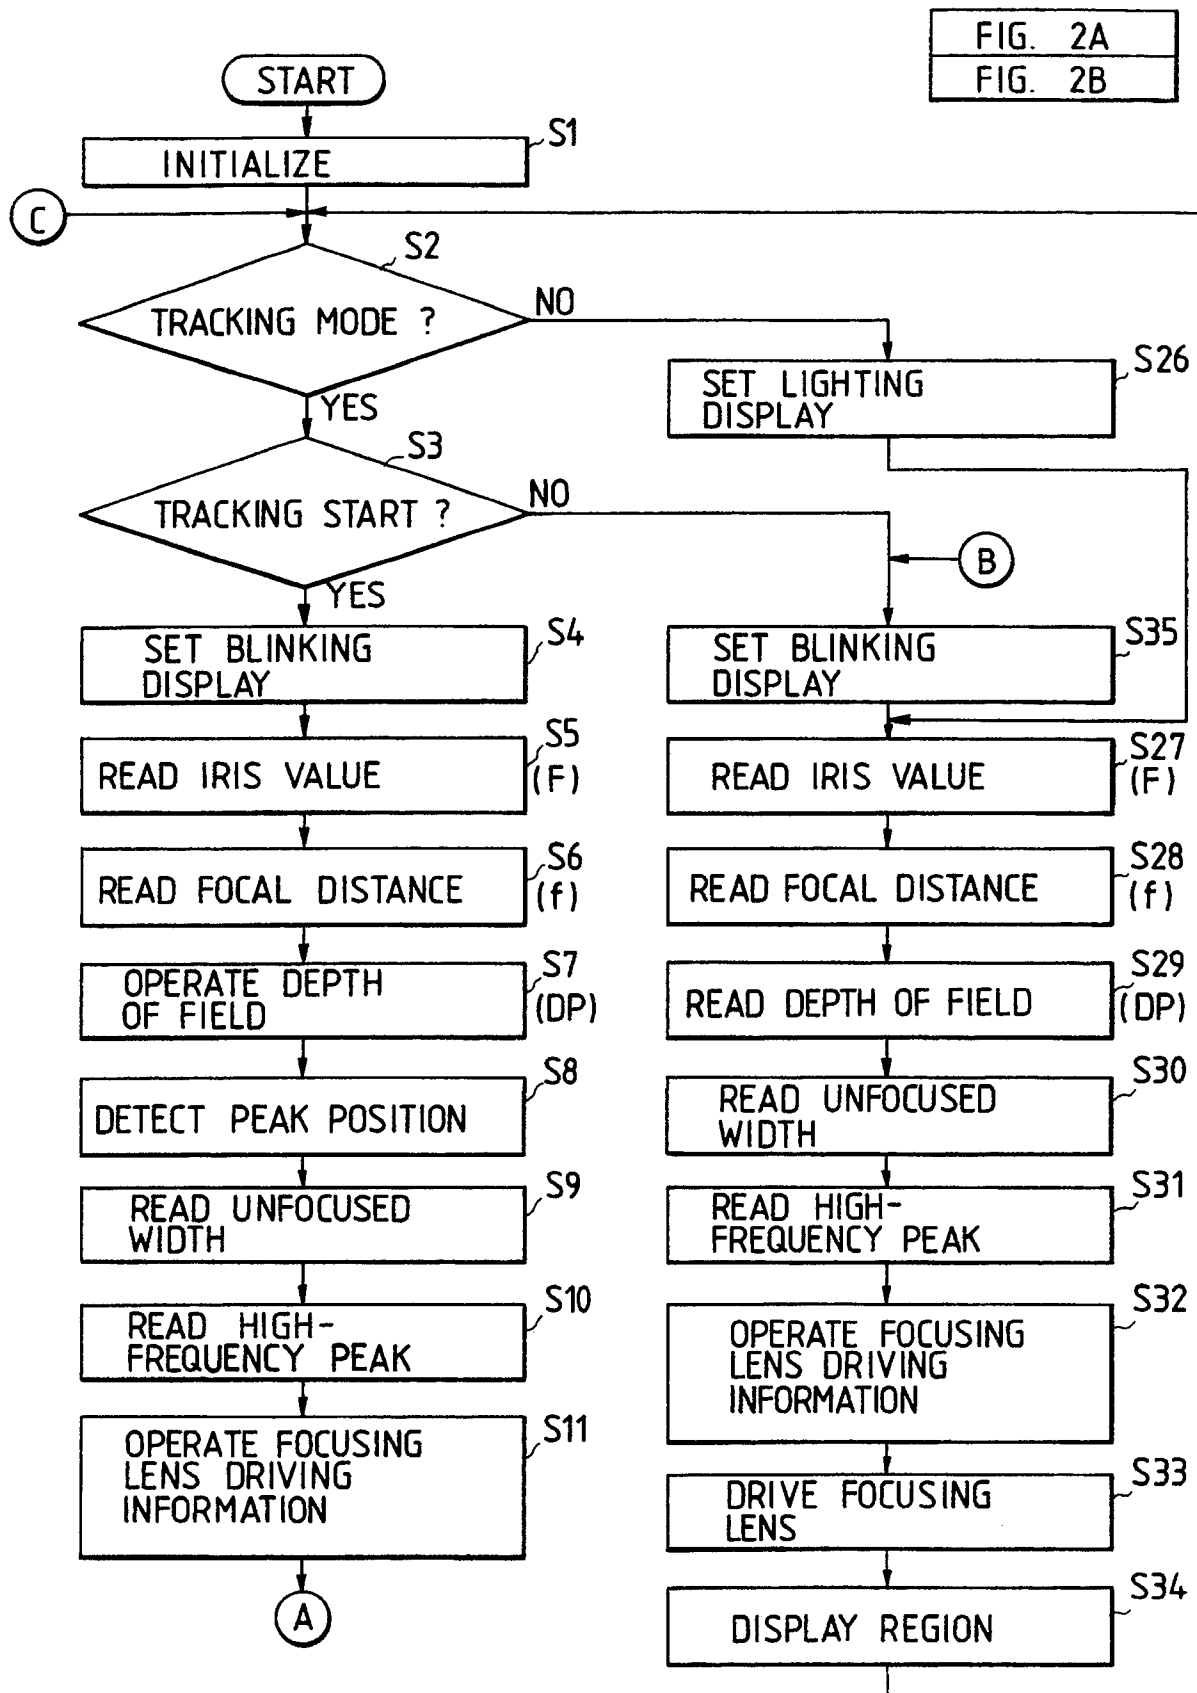 FIG. 2A
FIG. 2B
START
S1
INITIALIZE
C
S2
TRACKING MODE ?
NO
YES
S26
SET LIGHTING
DISPLAY
S3
TRACKING START ?
NO
YES
B
S4
SET BLINKING
DISPLAY
S5
(F)
READ IRIS VALUE
S6
(f)
READ FOCAL DISTANCE
S7
(DP)
OPERATE DEPTH
OF FIELD
S8
DETECT PEAK POSITION
S9
READ UNFOCUSED
WIDTH
S10
READ HIGH-
FREQUENCY PEAK
S11
OPERATE FOCUSING
LENS DRIVING
INFORMATION
A
S35
SET BLINKING
DISPLAY
S27
(F)
READ IRIS VALUE
S28
(f)
READ FOCAL DISTANCE
S29
(DP)
READ DEPTH OF FIELD
S30
READ UNFOCUSED
WIDTH
S31
READ HIGH-
FREQUENCY PEAK
S32
OPERATE FOCUSING
LENS DRIVING
INFORMATION
S33
DRIVE FOCUSING
LENS
S34
DISPLAY REGION